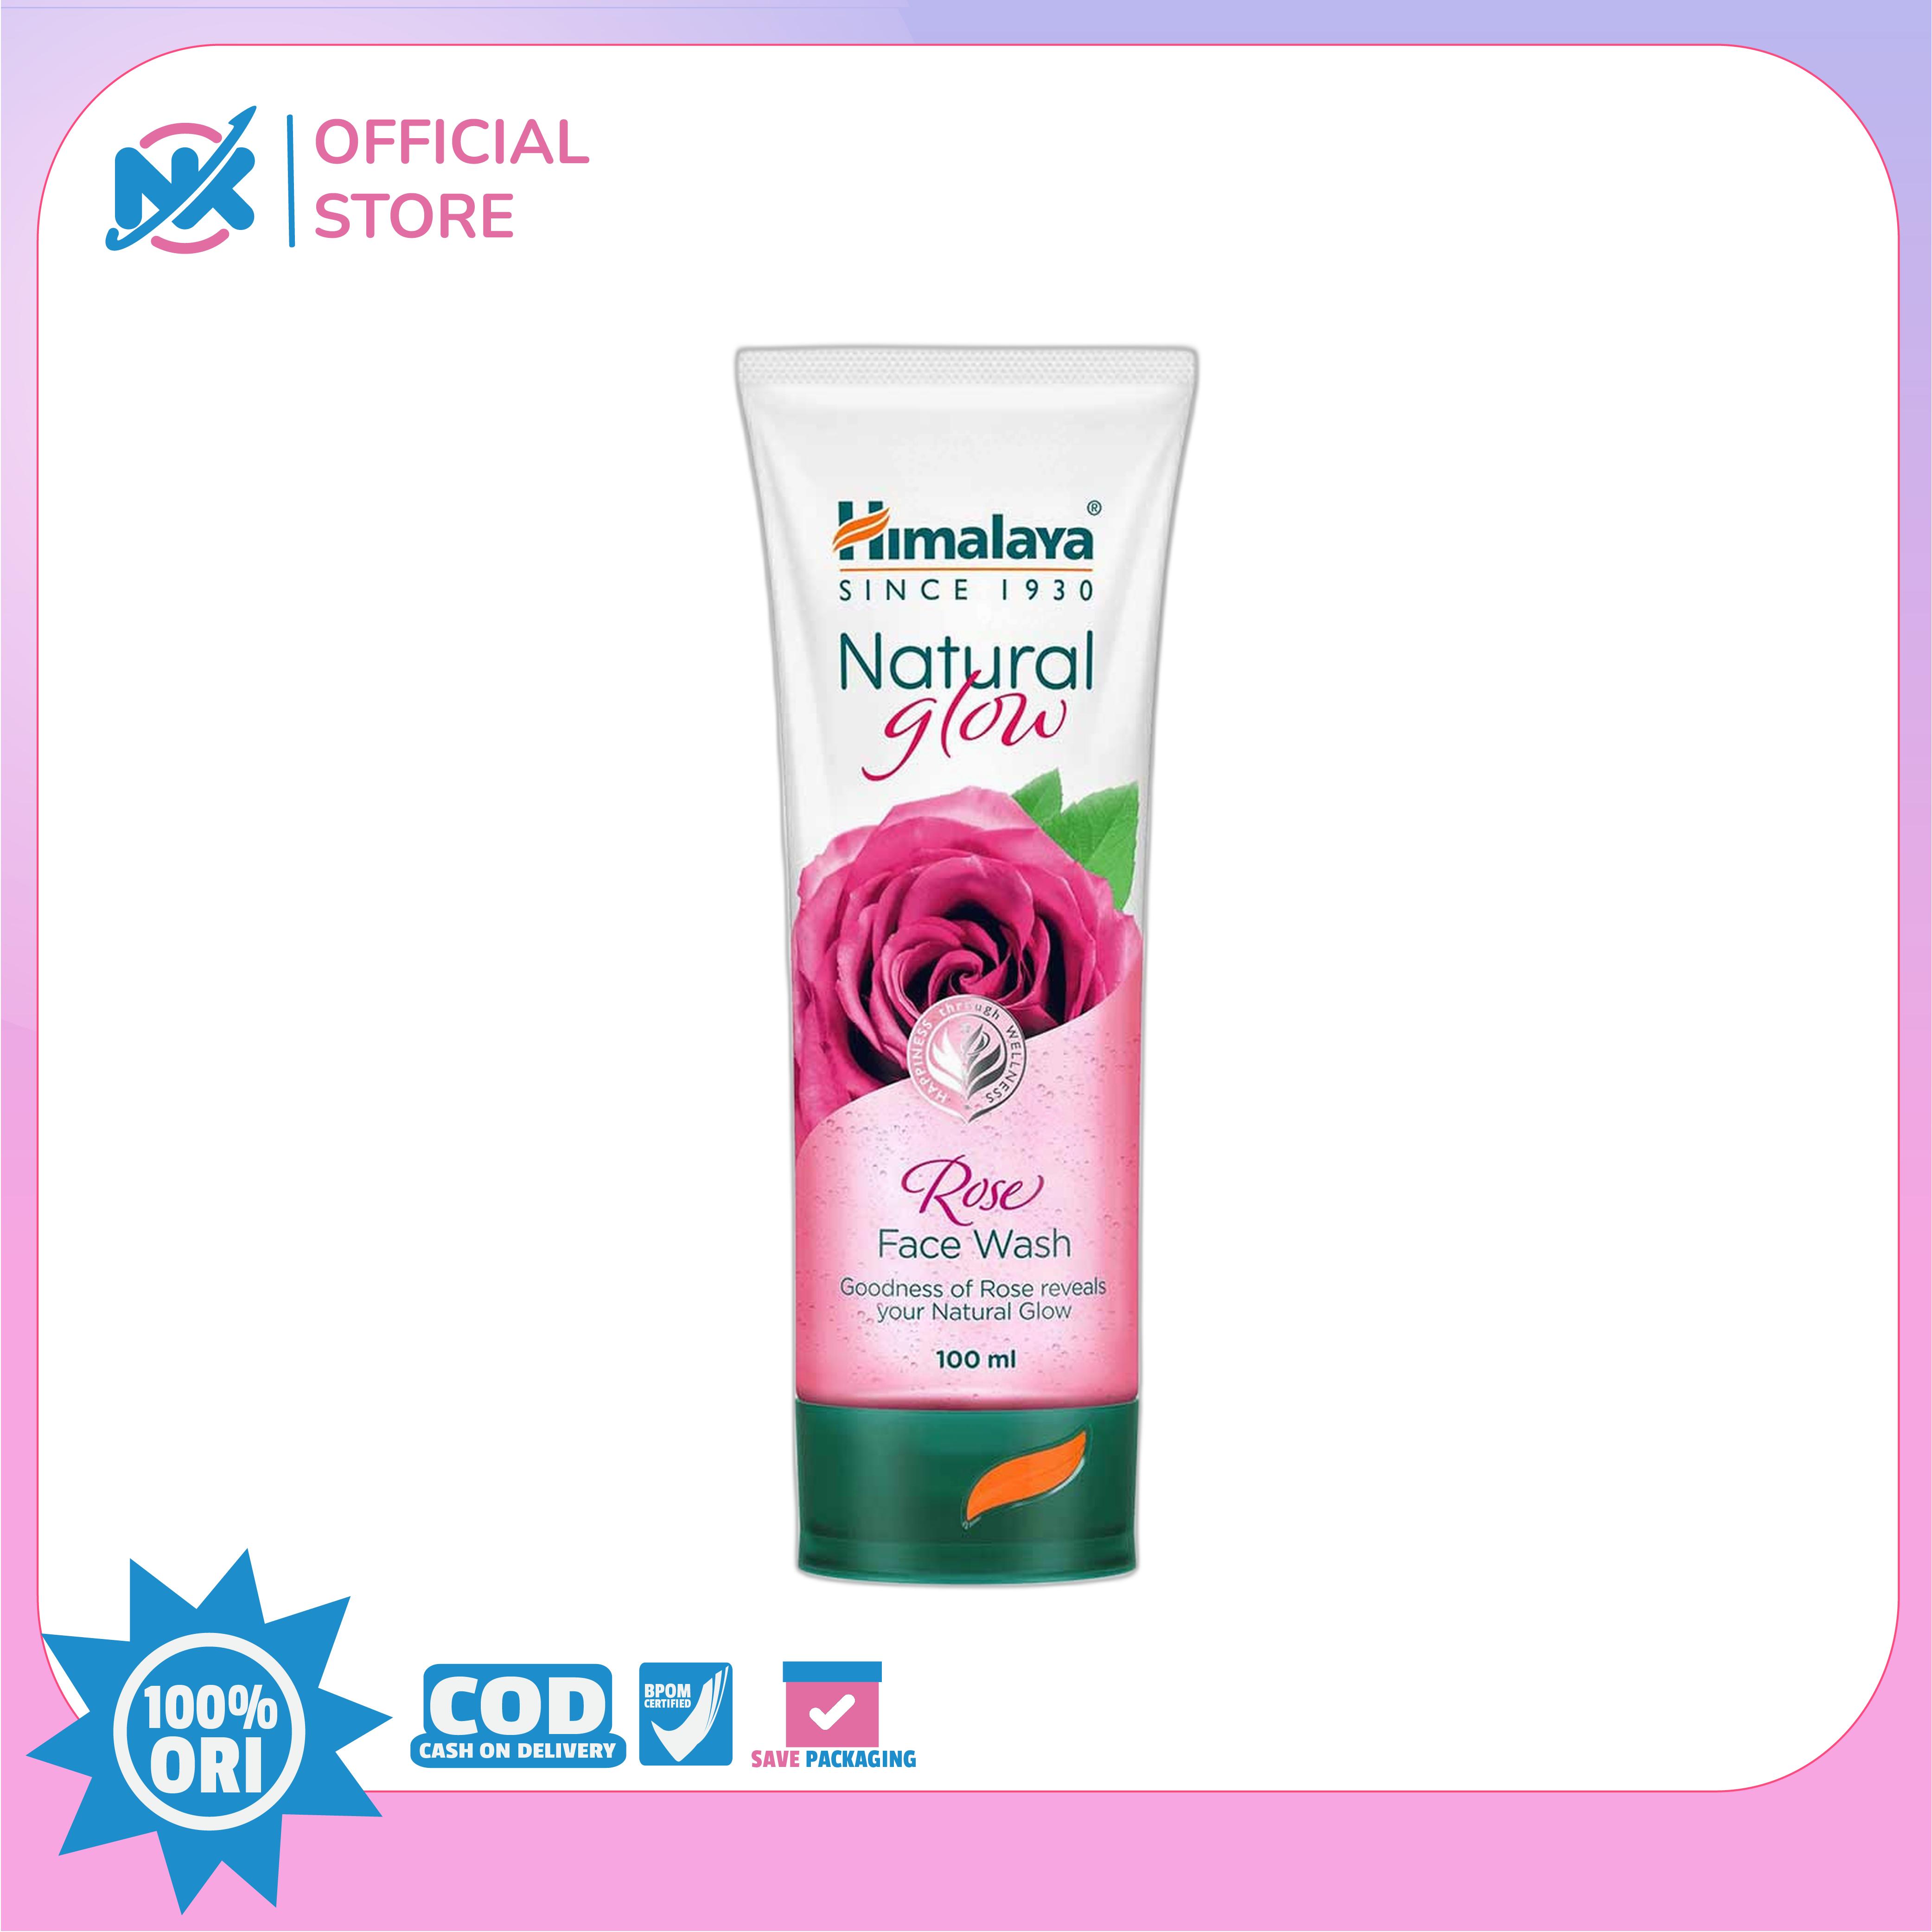 NK
OFFICIAL
STORE
Himalaya®
SINCE 1930
Natural
glow
HAPPINESS through WELLNESS
Rose
Face Wash
Goodness of Rose reveals
your Natural Glow
100 ml
100%
ORI
COD
CASH ON DELIVERY
BPOM
CERTIFIED
SAVE PACKAGING